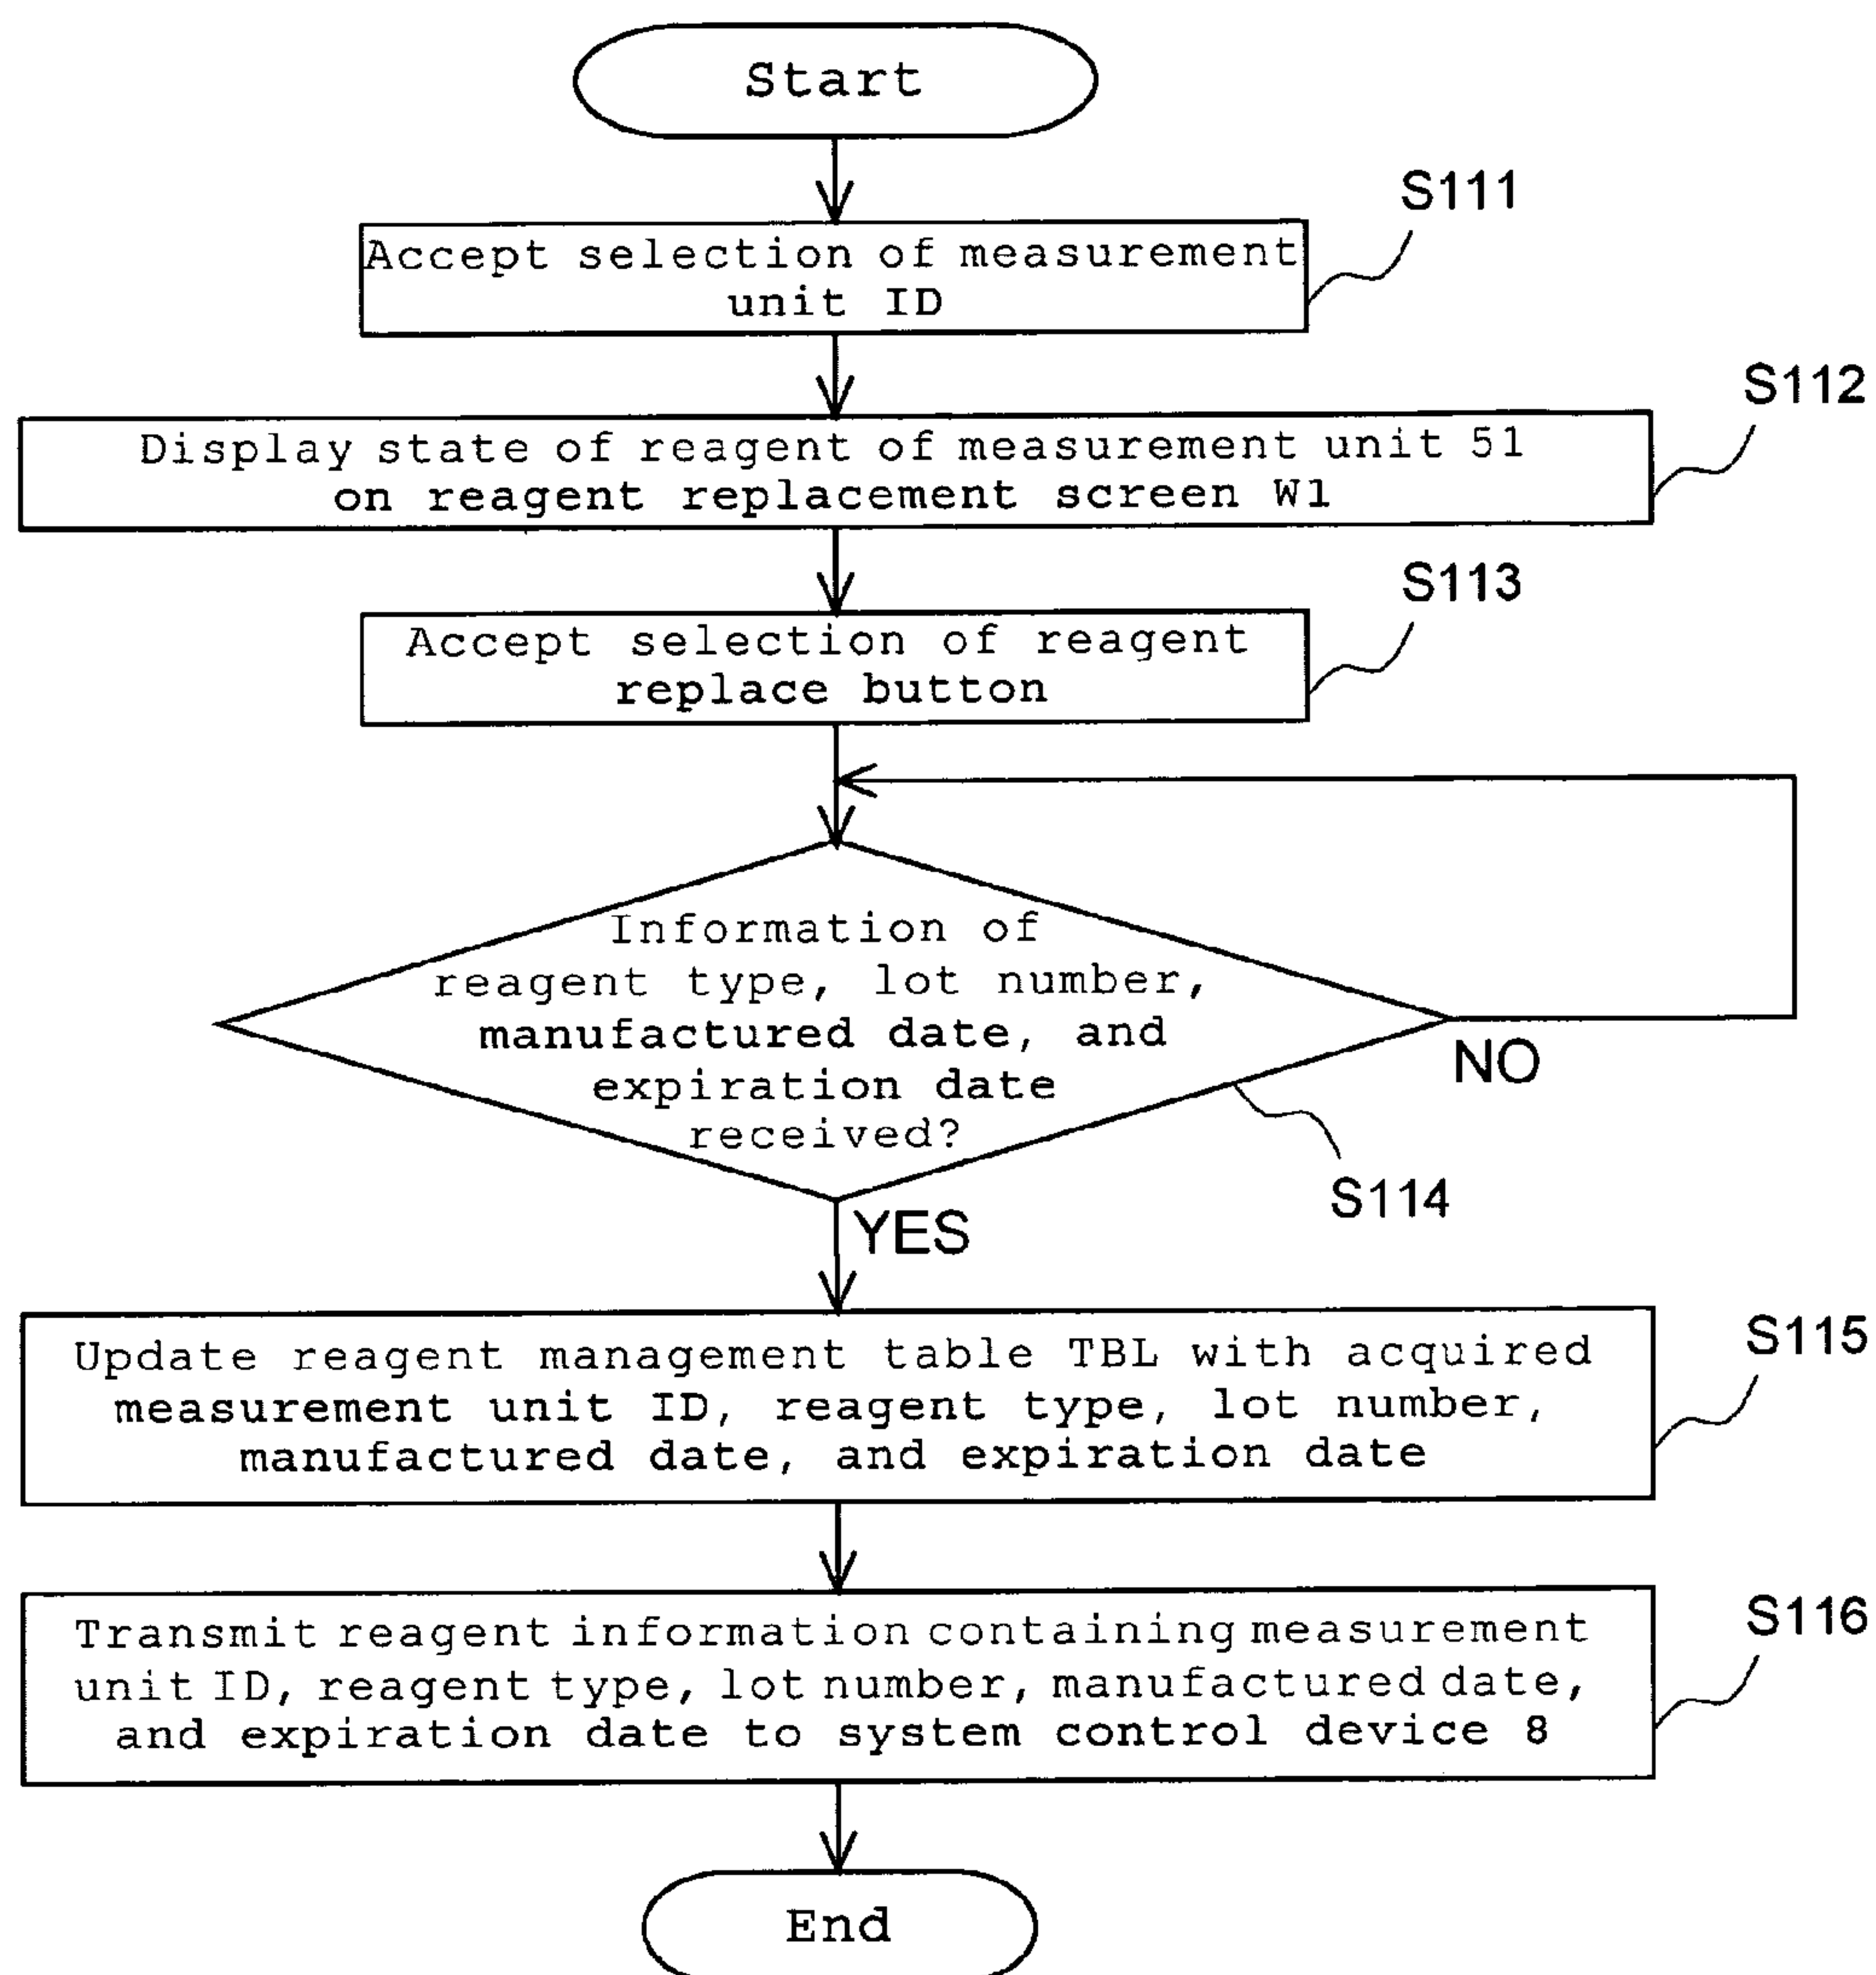 Start
S111
Accept selection of measurement
unit ID
S112
Display state of reagent of measurement unit 51
on reagent replacement screen W1
S113
Accept selection of reagent
replace button
Information of
reagent type, lot number,
manufactured date, and
expiration date
received?
NO
S114
YES
S115
Update reagent management table TBL with acquired
measurement unit ID, reagent type, lot number,
manufactured date, and expiration date
S116
Transmit reagent information containing measurement
unit ID, reagent type, lot number, manufactured date,
and expiration date to system control device 8
End